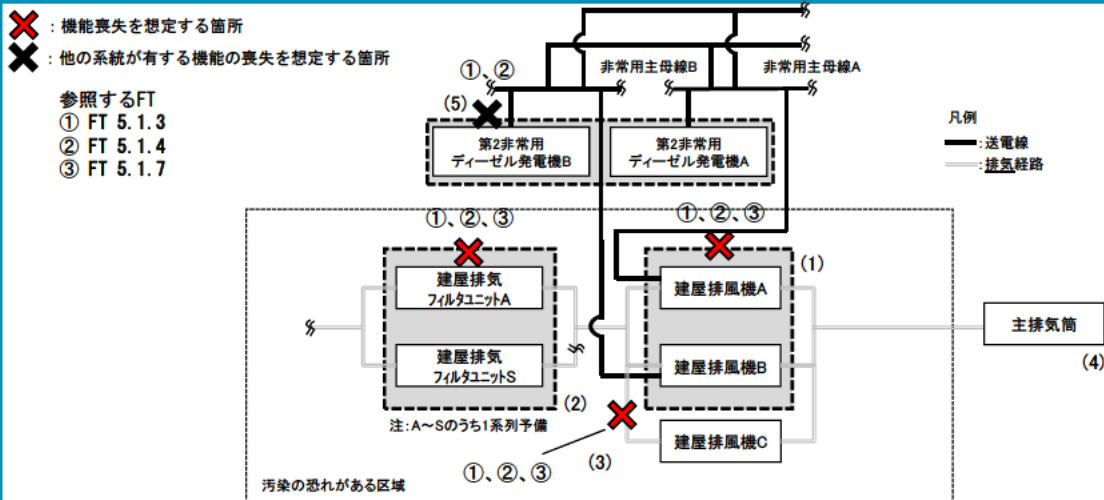 ：機能喪失を想定する箇所
：他の系統が有する機能の喪失を想定する箇所
参照するFT
① FT 5.1.3
② FT 5.1.4
③ FT 5.1.7
①、②
非常用主母線B
非常用主母線A
(5)
第2非常用
ディーゼル発電機B
第2非常用
ディーゼル発電機A
凡例
：送電線
：排気経路
①、②、③
①、②、③
(1)
建屋排気
フィルタユニットA
建屋排風機A
建屋排気
フィルタユニットS
建屋排風機B
主排気筒
(4)
(2)
注：A～Sのうち1系列予備
建屋排風機C
①、②、③
(3)
汚染の恐れがある区域